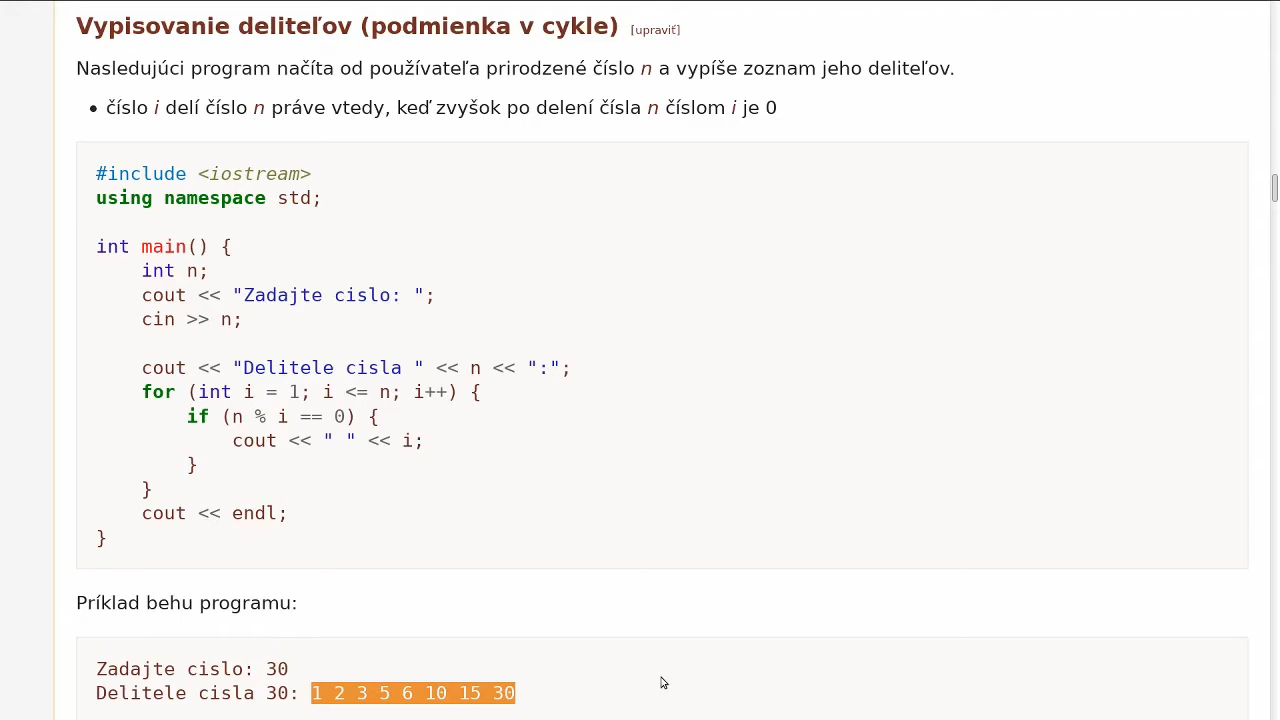 Vypisovanie deliteľov (podmienka v cykle) [upraviť]
Nasledujúci program načíta od používateľa prirodzené číslo n a vypíše zoznam jeho deliteľov.
• číslo i delí číslo n práve vtedy, keď zvyšok po delení čísla n číslom i je 0
#include <iostream>
using namespace std;
int main() {
    int n;
    cout << "Zadajte cislo: ";
    cin >> n;
    cout << "Delitele cisla " << n << ":";
    for (int i = 1; i <= n; i++) {
        if (n % i == 0) {
            cout << " " << i;
        }
    }
    cout << endl;
}
Príklad behu programu:
Zadajte cislo: 30
Delitele cisla 30: 1 2 3 5 6 10 15 30